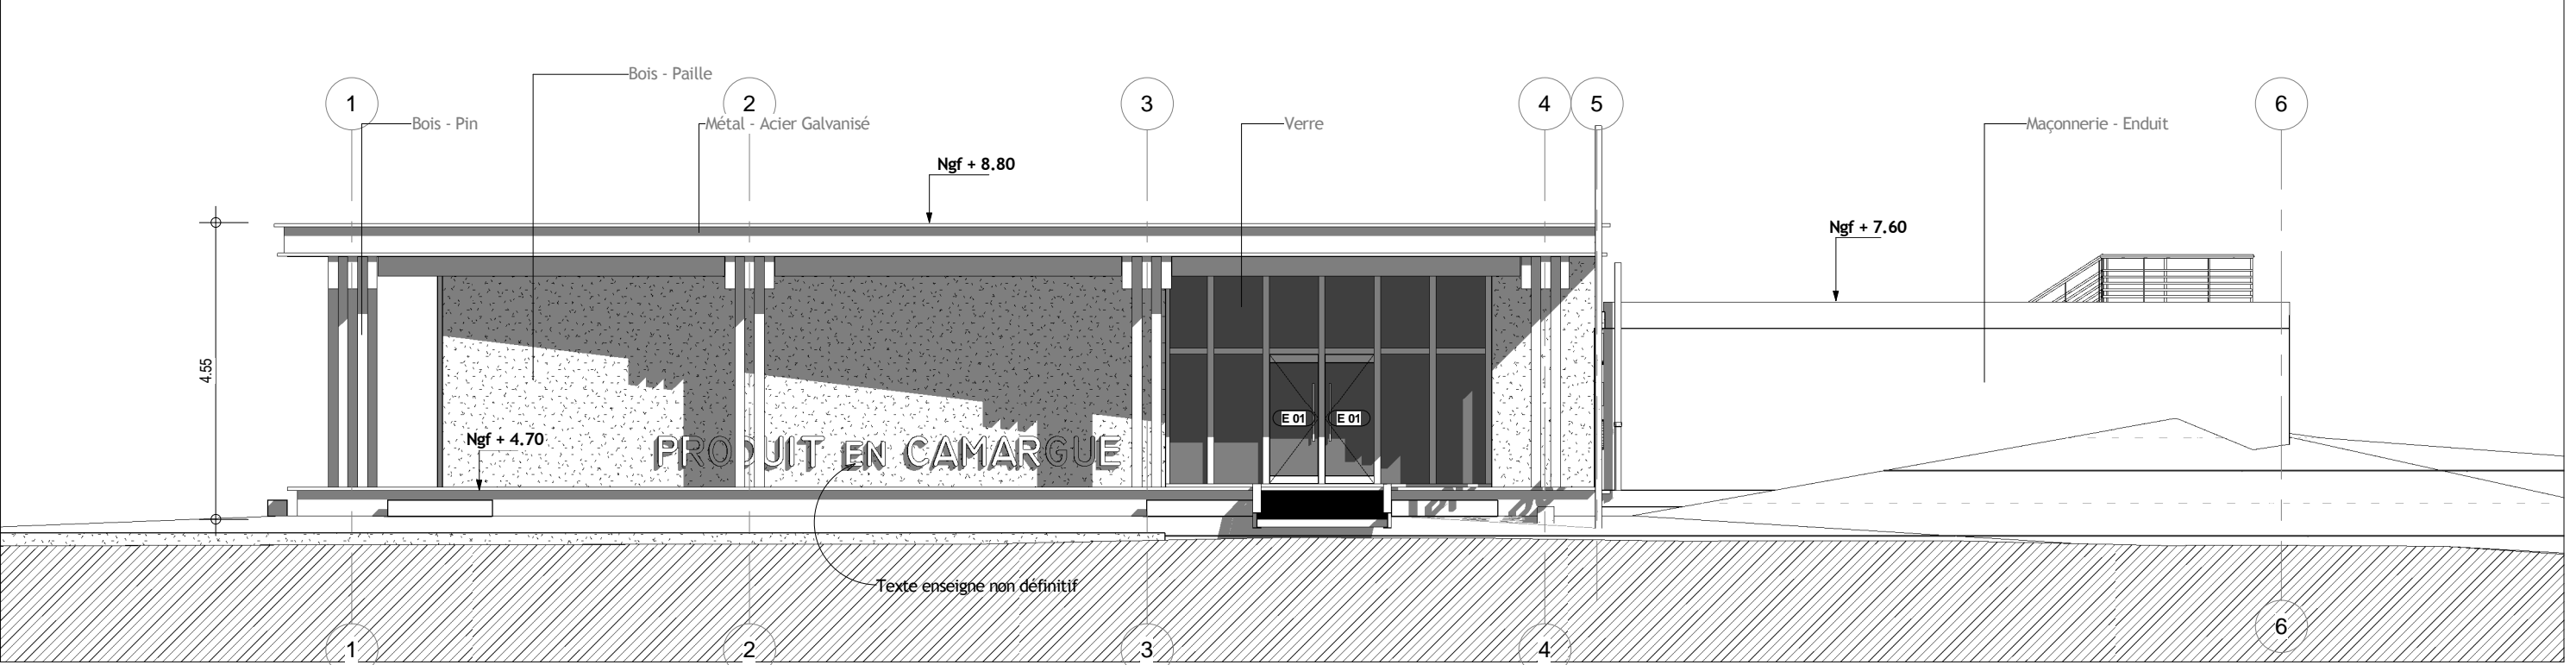 Bois - Paille
1
2
3
4
5
6
Bois - Pin
Métal - Acier Galvanisé
Verre
Maçonnerie - Enduit
Ngf + 8.80
Ngf + 7.60
4.55
E 01
E 01
Ngf + 4.70
PRODUIT EN CAMARGUE
Texte enseigne non définitif
1
2
3
4
6